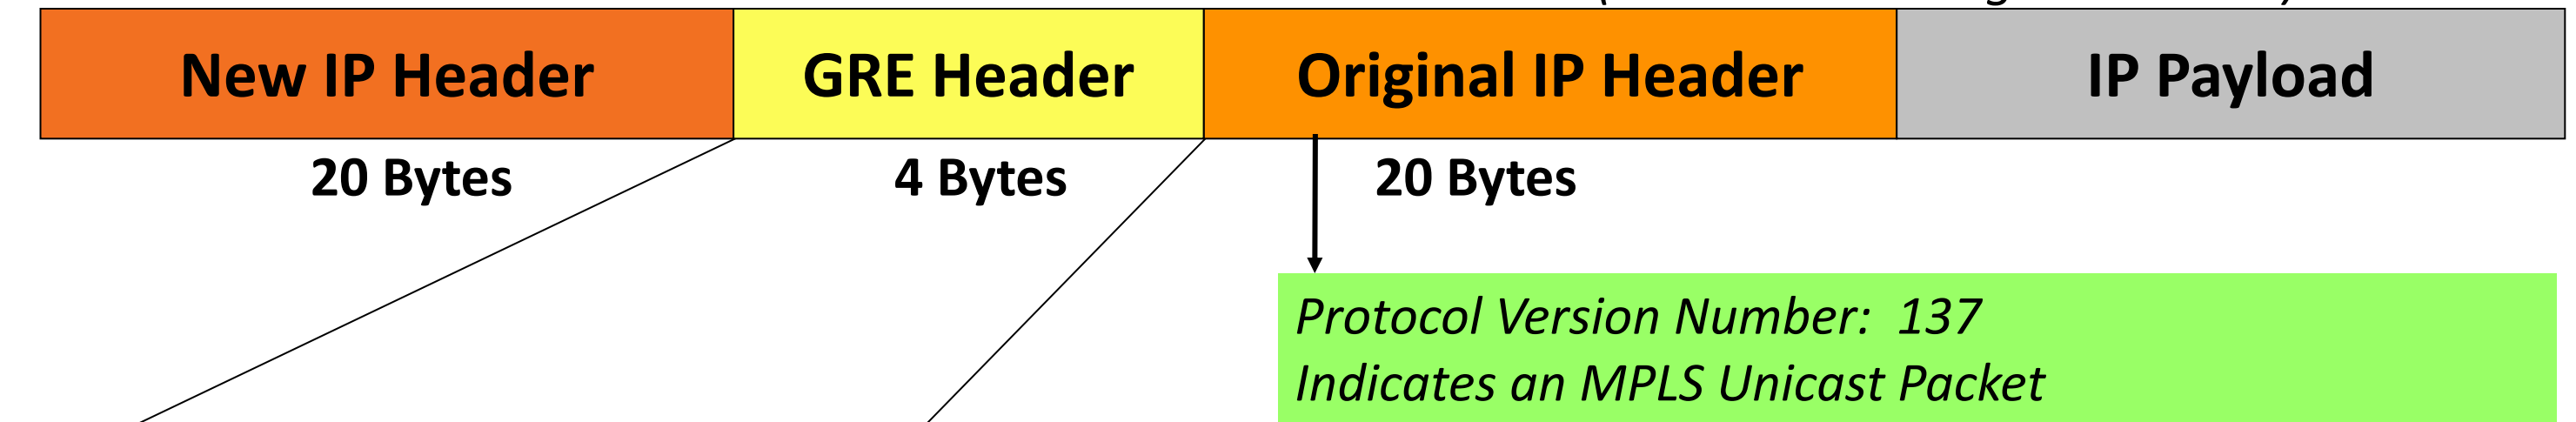 New IP Header GRE Header Original IP Header IP Payload
20 Bytes 4 Bytes 20 Bytes
Protocol Version Number: 137
Indicates an MPLS Unicast Packet